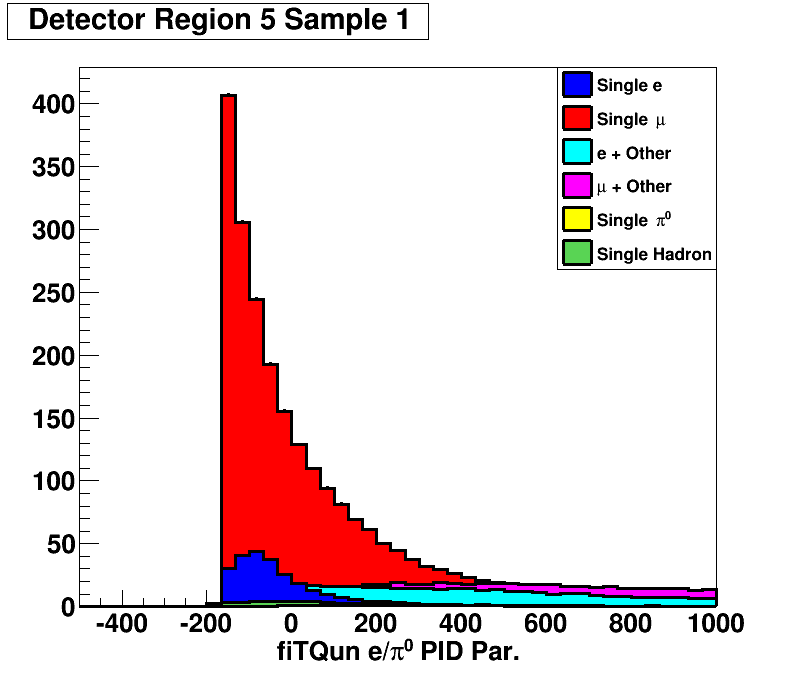 Detector Region 5 Sample 1
Single e
Single μ
e + Other
μ + Other
Single π⁰
Single Hadron
400
350
300
250
200
150
100
50
0
-400 -200 0 200 400 600 800 1000
fiTQun e/π⁰ PID Par.